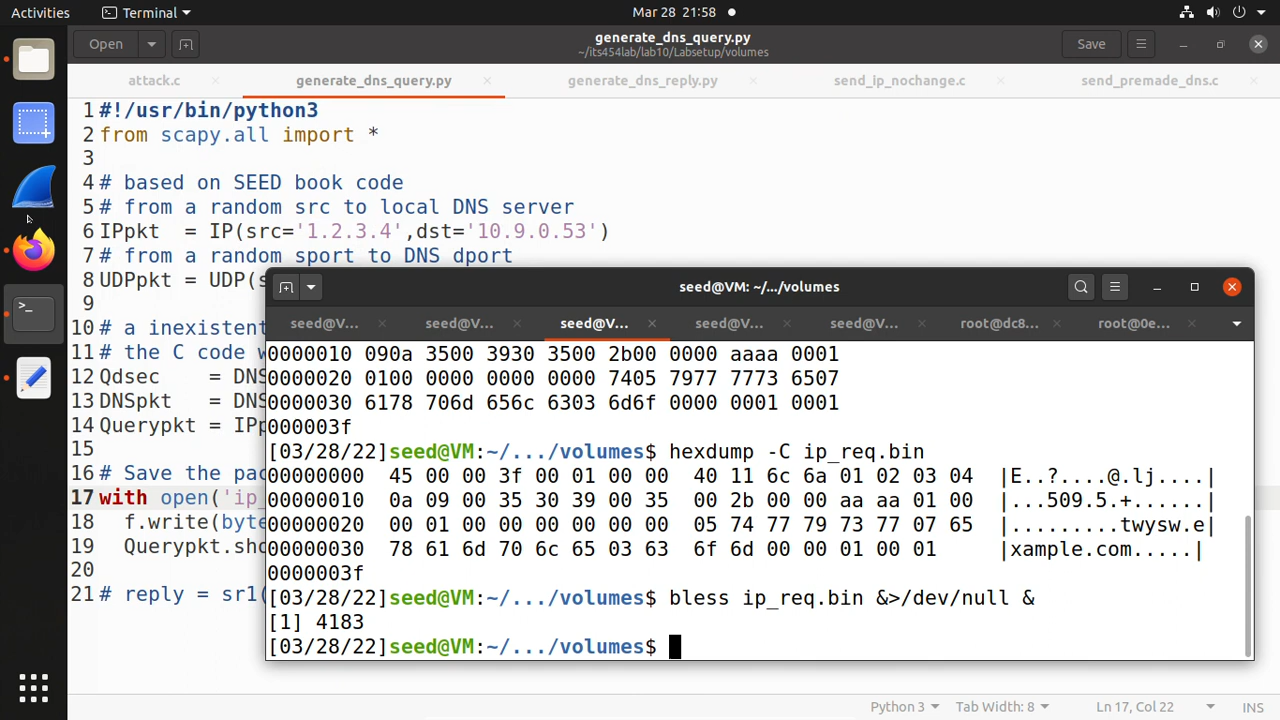 Activities Terminal Mar 28 21:58
Open generate_dns_query.py Save
~/its454lab/lab10/Labsetup/volumes
attack.c generate_dns_query.py generate_dns_reply.py send_ip_nochange.c send_premade_dns.c
1 #!/usr/bin/python3
2 from scapy.all import *
3
4 # based on SEED book code
5 # from a random src to local DNS server
6 IPpkt  = IP(src='1.2.3.4',dst='10.9.0.53')
7 # from a random sport to DNS dport
8 UDPpkt = UDP(s
9
10 # a inexistent
11 # the C code w
12 Qdsec    = DNS
13 DNSpkt   = DNS
14 Querypkt = IPp
15
16 # Save the pac
17 with open('ip_
18   f.write(byte
19   Querypkt.sho
20
21 # reply = sr1(
seed@VM: ~/.../volumes
seed@V... seed@V... seed@V... seed@V... seed@V... root@dc8... root@0e...
0000010 090a 3500 3930 3500 2b00 0000 aaaa 0001
0000020 0100 0000 0000 0000 7405 7977 7773 6507
0000030 6178 706d 656c 6303 6d6f 0000 0001 0001
000003f
[03/28/22]seed@VM:~/.../volumes$ hexdump -C ip_req.bin
00000000  45 00 00 3f 00 01 00 00  40 11 6c 6a 01 02 03 04  |E..?....@.lj....|
00000010  0a 09 00 35 30 39 00 35  00 2b 00 00 aa aa 01 00  |...509.5.+......|
00000020  00 01 00 00 00 00 00 00  05 74 77 79 73 77 07 65  |.........twysw.e|
00000030  78 61 6d 70 6c 65 03 63  6f 6d 00 00 01 00 01     |xample.com.....|
0000003f
[03/28/22]seed@VM:~/.../volumes$ bless ip_req.bin &>/dev/null &
[1] 4183
[03/28/22]seed@VM:~/.../volumes$
Python 3 Tab Width: 8 Ln 17, Col 22 INS